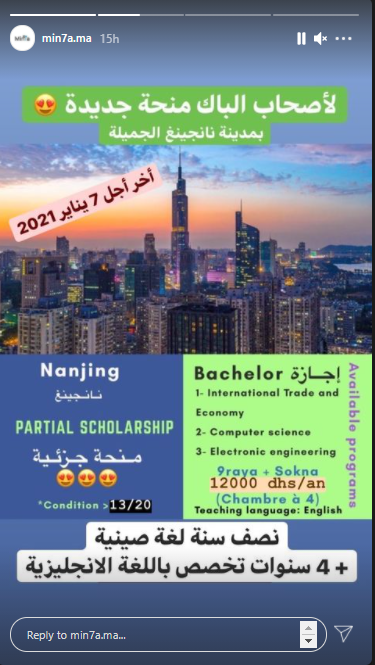 min7a.ma 15h
لأصحاب الباك منحة جديدة 😍
بمدينة نانجينغ الجميلة
أخر أجل 7 يناير 2021
Nanjing
نانجينغ
PARTIAL SCHOLARSHIP
منحة جزئية
😍😍😍
*Condition >13/20
Bachelor إجازة
1- International Trade and
Economy
2- Computer science
3- Electronic engineering
9raya + Sokna
12000 dhs/an
(Chambre à 4)
Teaching language: English
Available programs
نصف سنة لغة صينية
+ 4 سنوات تخصص باللغة الانجليزية
Reply to min7a.ma...